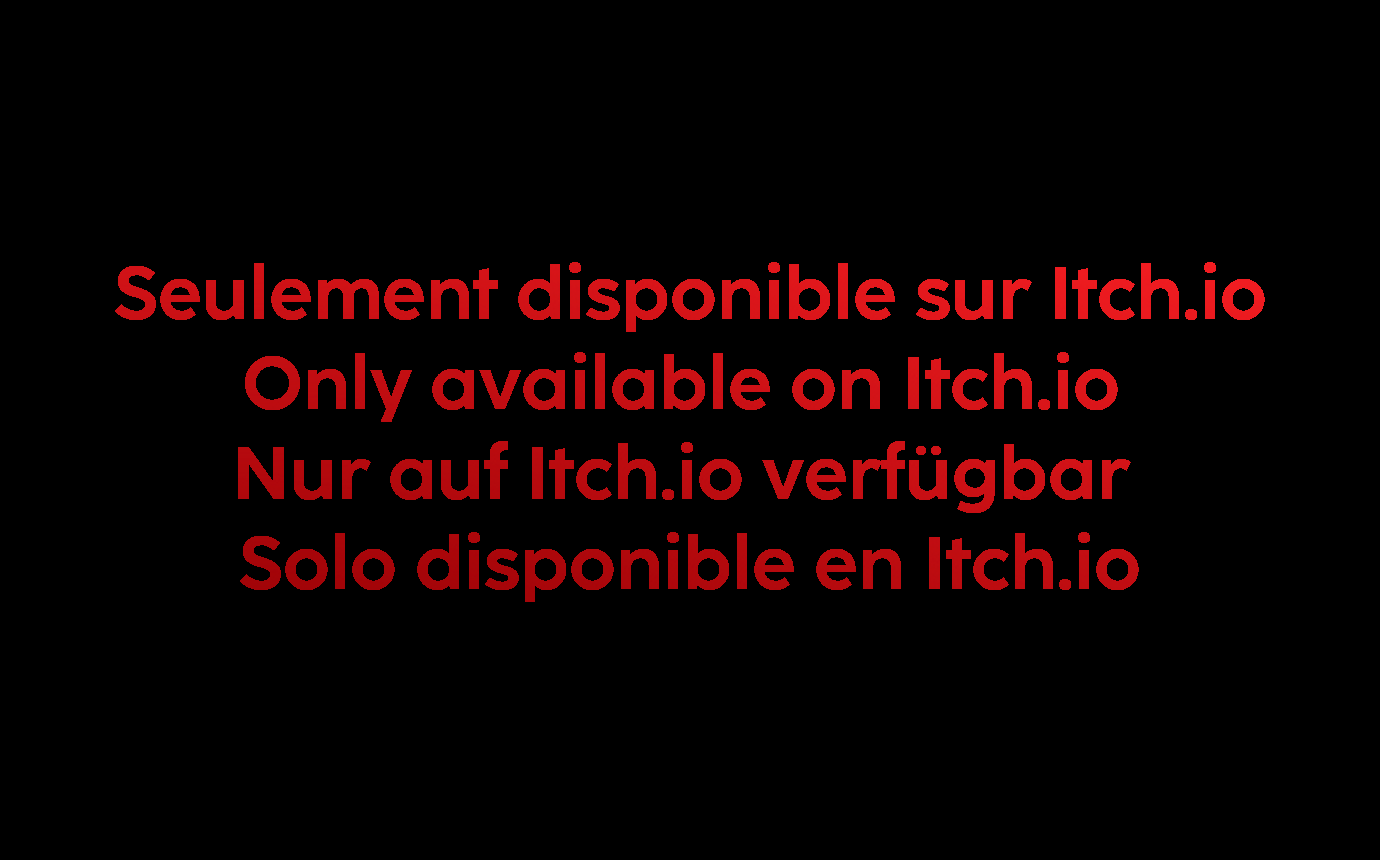 Seulement disponible sur Itch.io
Only available on Itch.io
Nur auf Itch.io verfügbar
Solo disponible en Itch.io